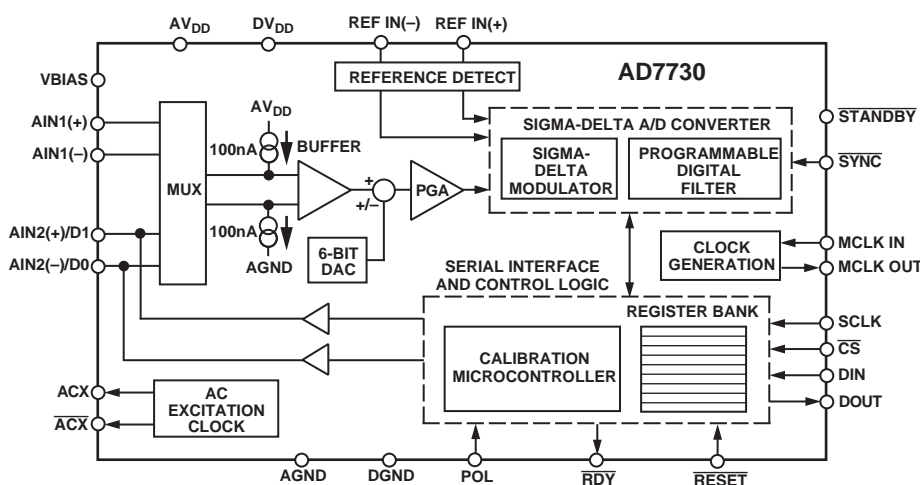 AVDD
DVDD
REF IN(–)
REF IN(+)
VBIAS
REFERENCE DETECT
AD7730
AIN1(+)
AIN1(–)
AVDD
100nA
BUFFER
MUX
+
+/–
PGA
SIGMA-DELTA A/D CONVERTER
SIGMA-
DELTA
MODULATOR
PROGRAMMABLE
DIGITAL
FILTER
STANDBY
SYNC
AIN2(+)/D1
AIN2(–)/D0
100nA
AGND
6-BIT
DAC
CLOCK
GENERATION
MCLK IN
MCLK OUT
SERIAL INTERFACE
AND CONTROL LOGIC
REGISTER BANK
CALIBRATION
MICROCONTROLLER
SCLK
CS
DIN
DOUT
ACX
ACX
AC
EXCITATION
CLOCK
AGND
DGND
POL
RDY
RESET